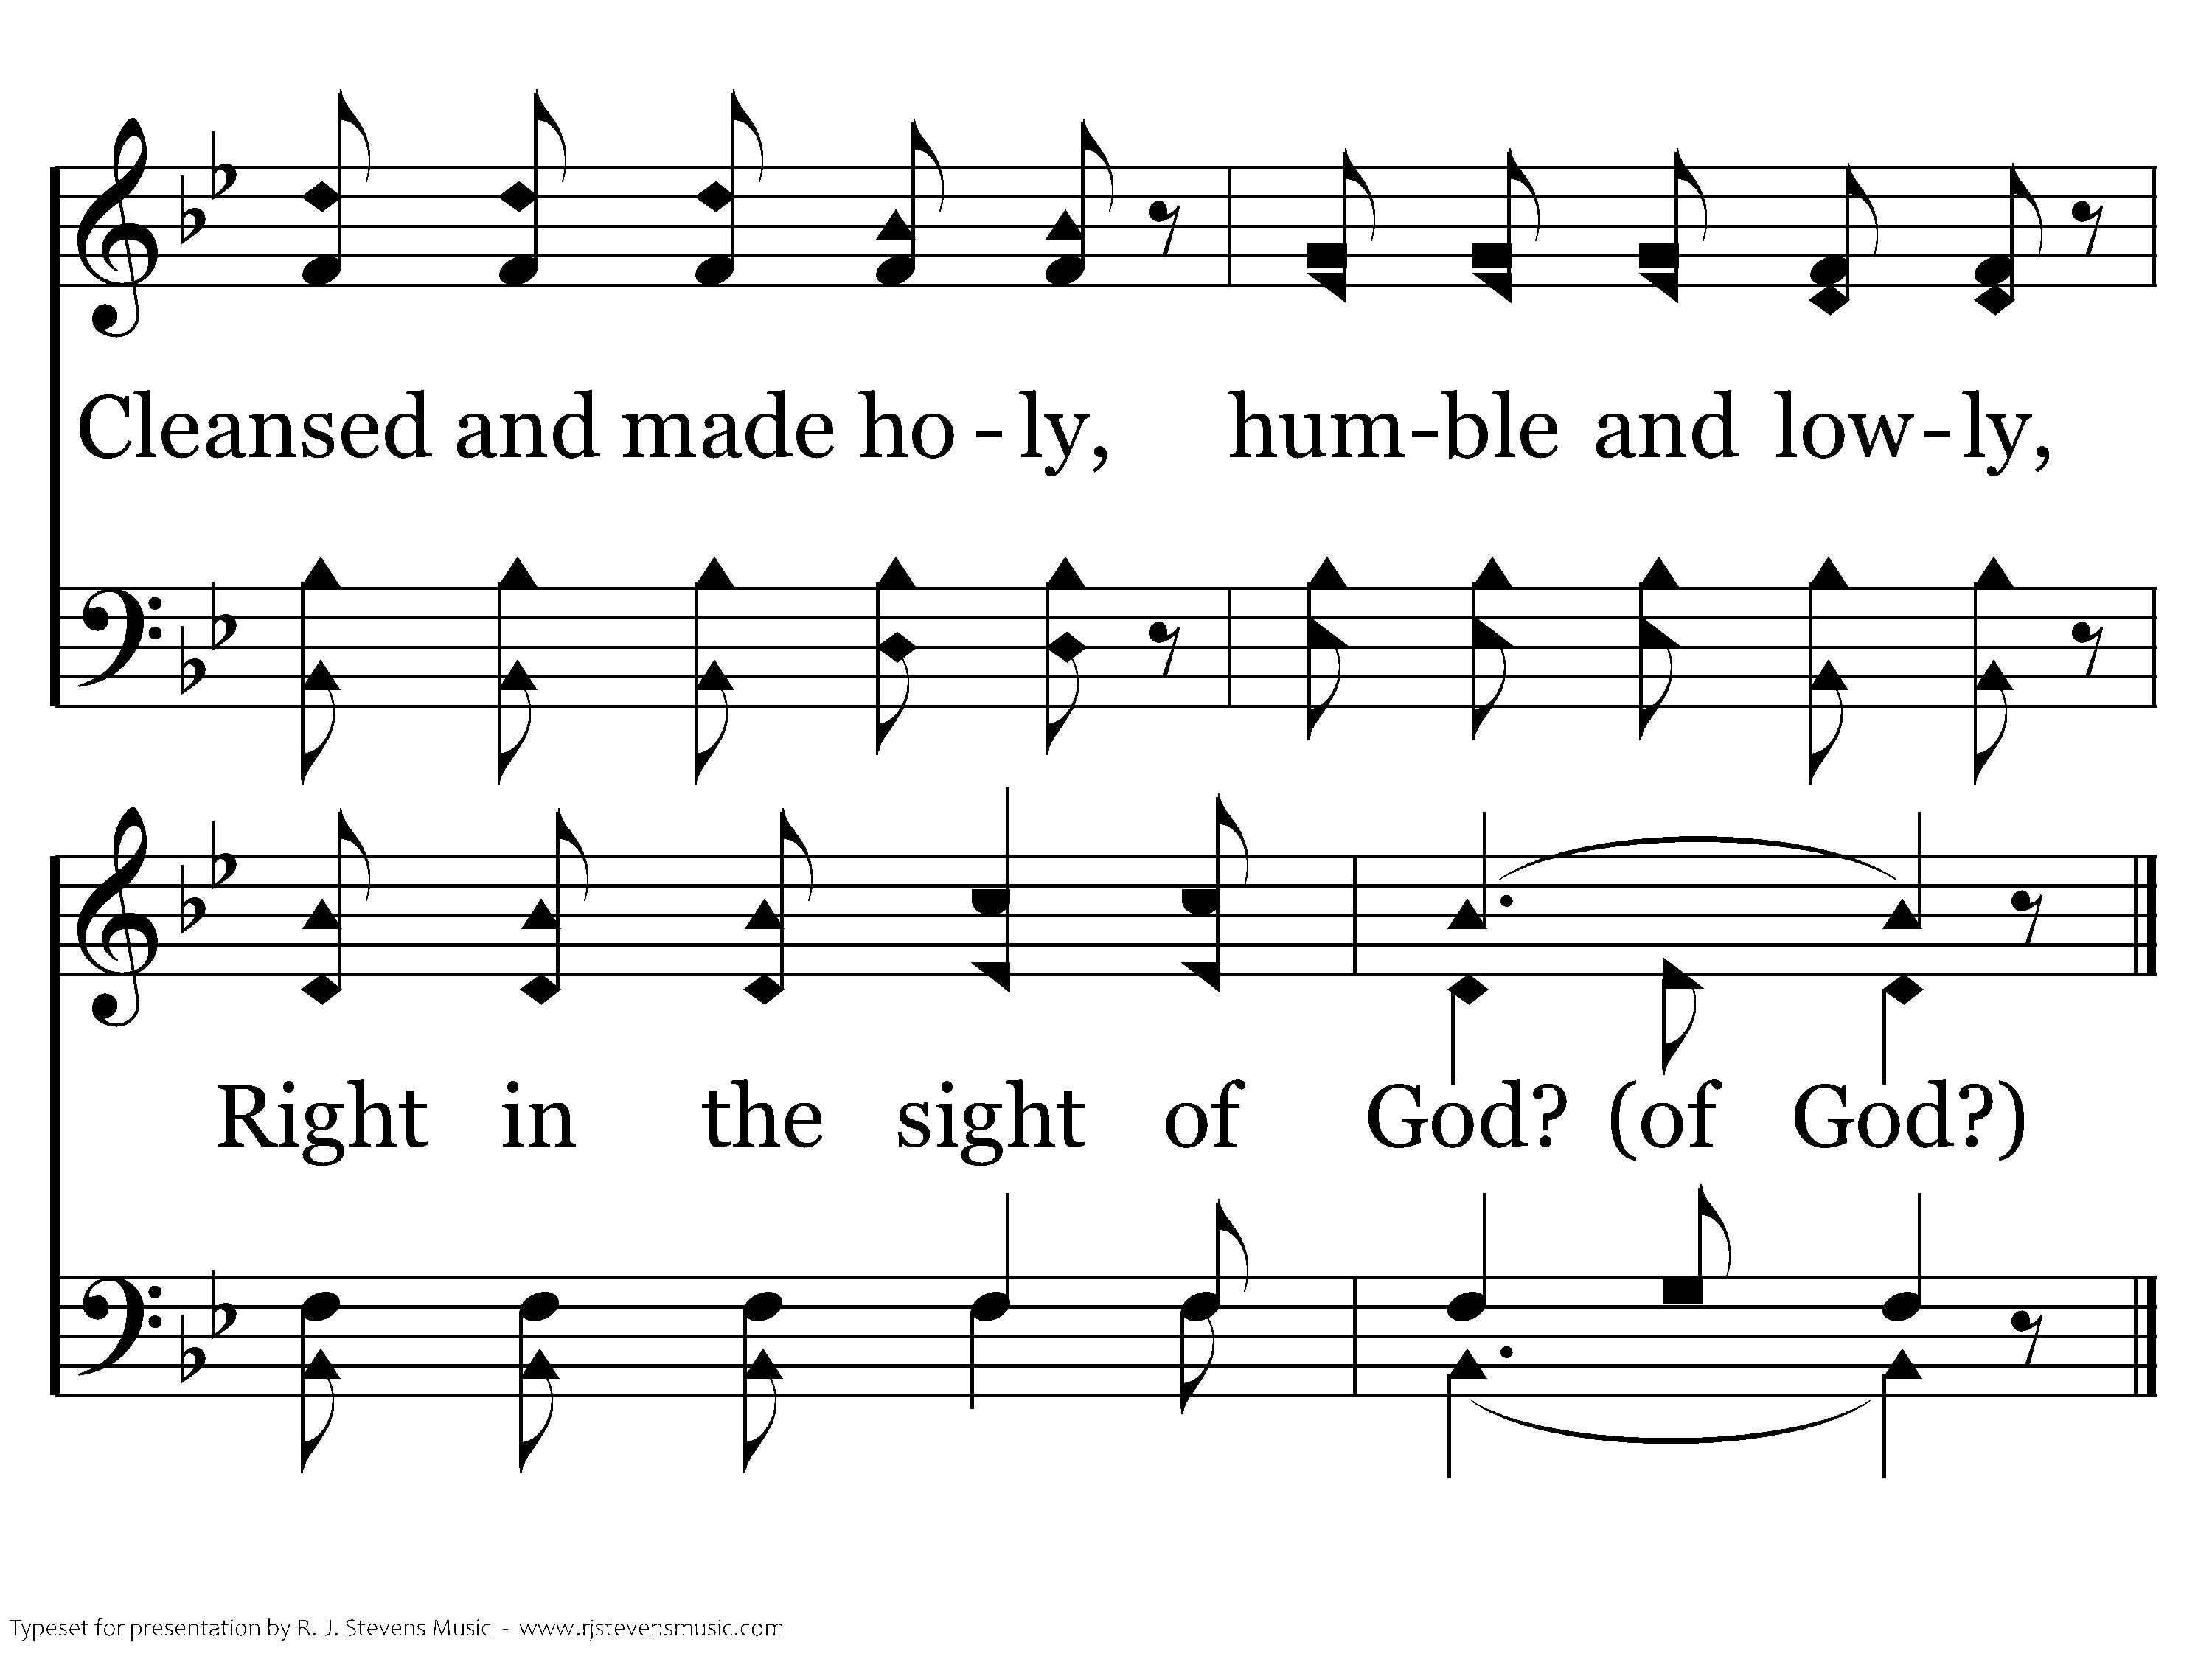 Cleansed and made ho - ly, hum-ble and low-ly,
Right in the sight of God? (of God?)
Typeset for presentation by R. J. Stevens Music - www.rjstevensmusic.com